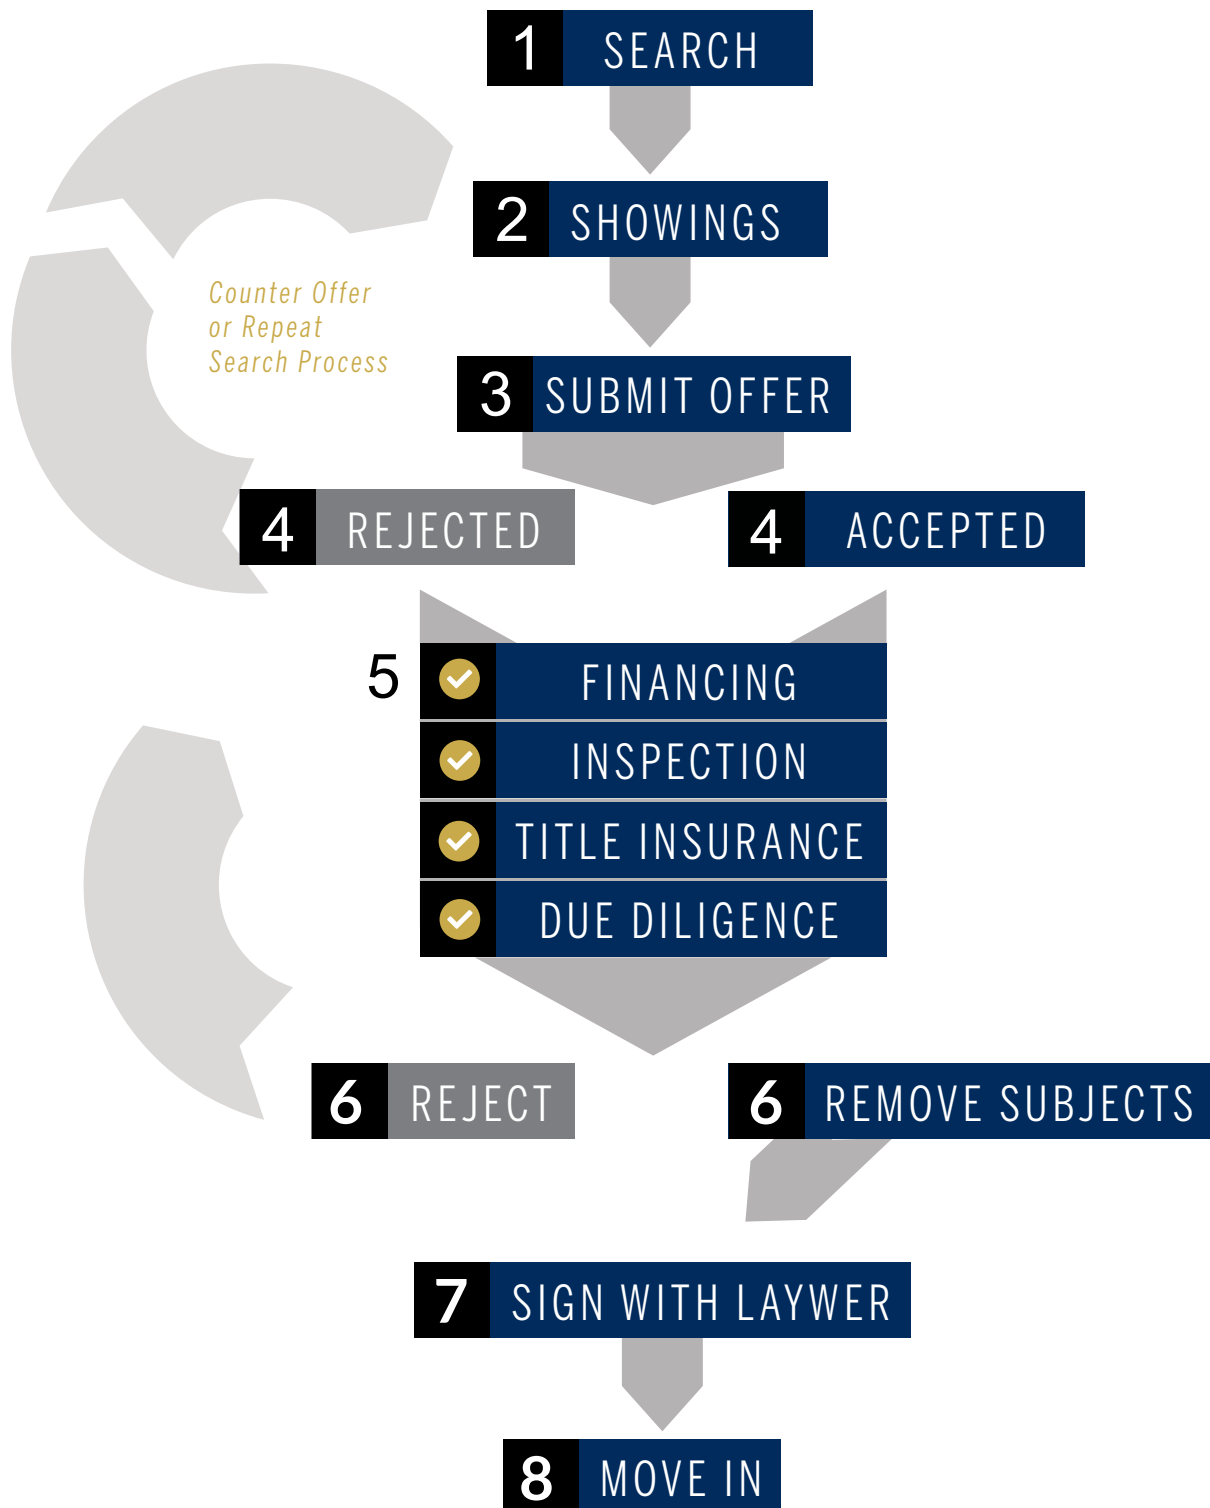 1 SEARCH
2 SHOWINGS
Counter Offer
or Repeat
Search Process
3 SUBMIT OFFER
4 REJECTED
4 ACCEPTED
5 FINANCING
INSPECTION
TITLE INSURANCE
DUE DILIGENCE
6 REJECT
6 REMOVE SUBJECTS
7 SIGN WITH LAYWER
8 MOVE IN